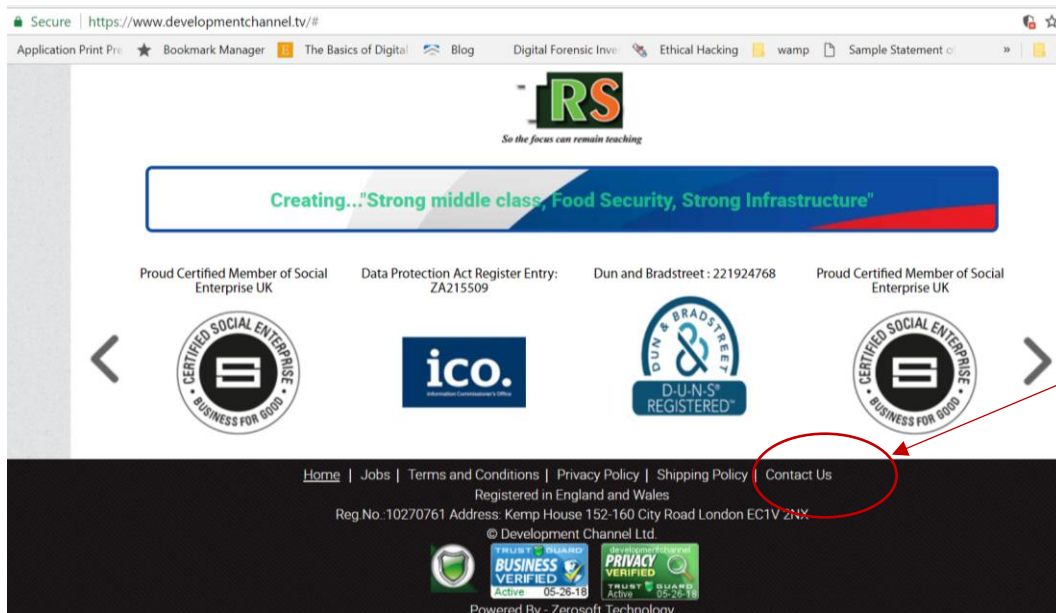 Secure https://www.developmentchannel.tv/#
Application Print Pre Bookmark Manager The Basics of Digital Blog Digital Forensic Inve Ethical Hacking wamp Sample Statement of »
RS
So the focus can remain teaching
Creating..."Strong middle class, Food Security, Strong Infrastructure"
Proud Certified Member of Social
Enterprise UK
Data Protection Act Register Entry:
ZA215509
Dun and Bradstreet : 221924768
Proud Certified Member of Social
Enterprise UK
CERTIFIED SOCIAL ENTERPRISE
BUSINESS FOR GOOD
ico.
Information Commissioner's Office
DUN & BRADSTREET
D-U-N-S®
REGISTERED™
CERTIFIED SOCIAL ENTERPRISE
BUSINESS FOR GOOD
Home | Jobs | Terms and Conditions | Privacy Policy | Shipping Policy | Contact Us
Registered in England and Wales
Reg.No.:10270761 Address: Kemp House 152-160 City Road London EC1V 2NX
© Development Channel Ltd.
TRUST GUARD
BUSINESS
VERIFIED
Active 05-26-18
developmentchannel
PRIVACY
VERIFIED
TRUST GUARD
Active 05-26-18
Powered By - Zerosoft Technology